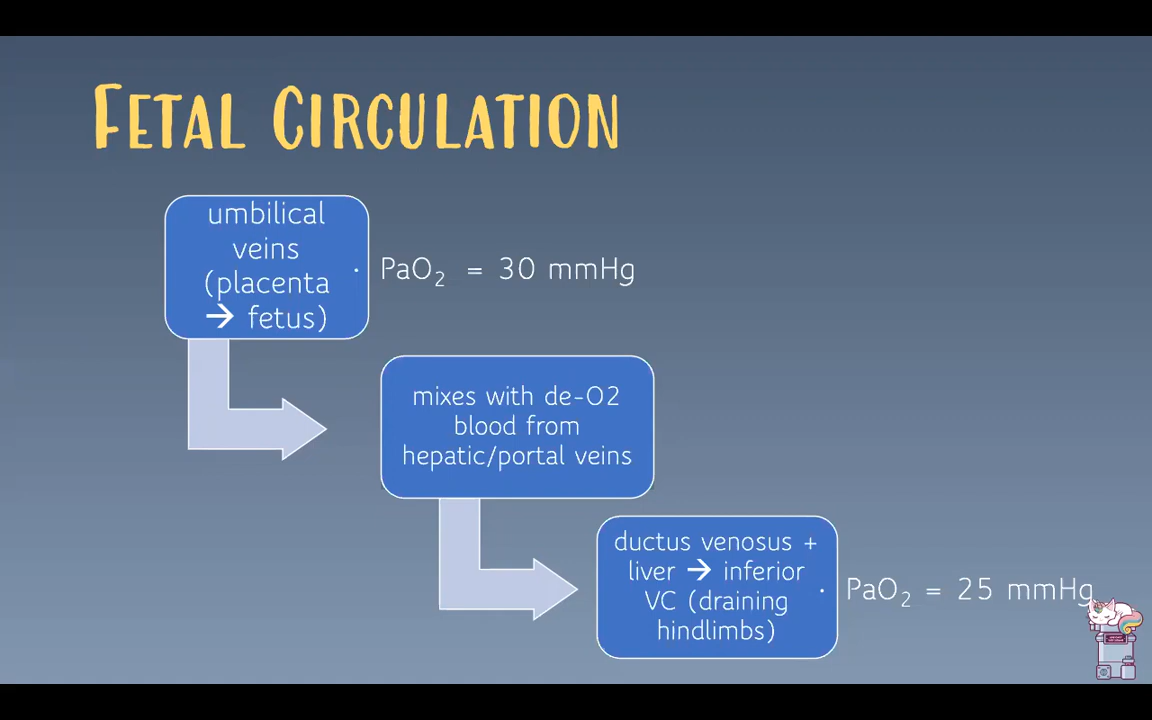 FETAL CIRCULATION
umbilical
veins
(placenta
→ fetus)
• PaO₂ = 30 mmHg
mixes with de-O2
blood from
hepatic/portal veins
ductus venosus +
liver → inferior
VC (draining
hindlimbs)
• PaO₂ = 25 mmHg